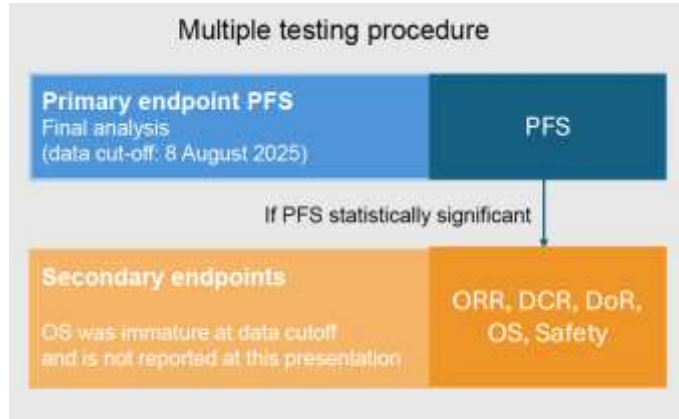 Multiple testing procedure
Primary endpoint PFS
Final analysis
(data cut-off: 8 August 2025)
PFS
If PFS statistically significant
Secondary endpoints
OS was immature at data cutoff
and is not reported at this presentation
ORR, DCR, DoR,
OS, Safety